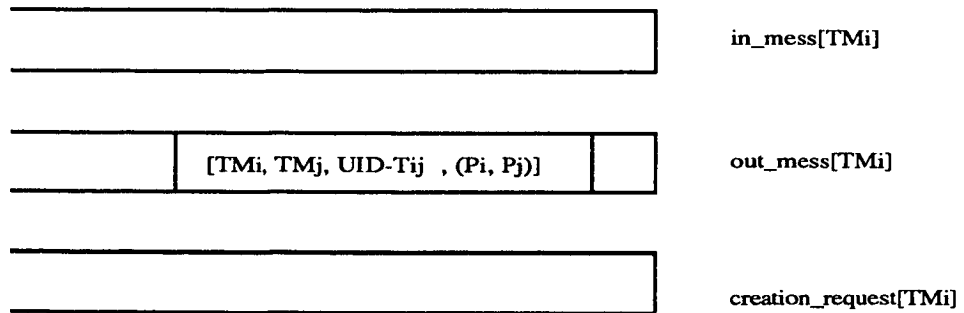 in_mess[TMi]
[TMi, TMj, UID-Tij , (Pi, Pj)]
out_mess[TMi]
creation_request[TMi]